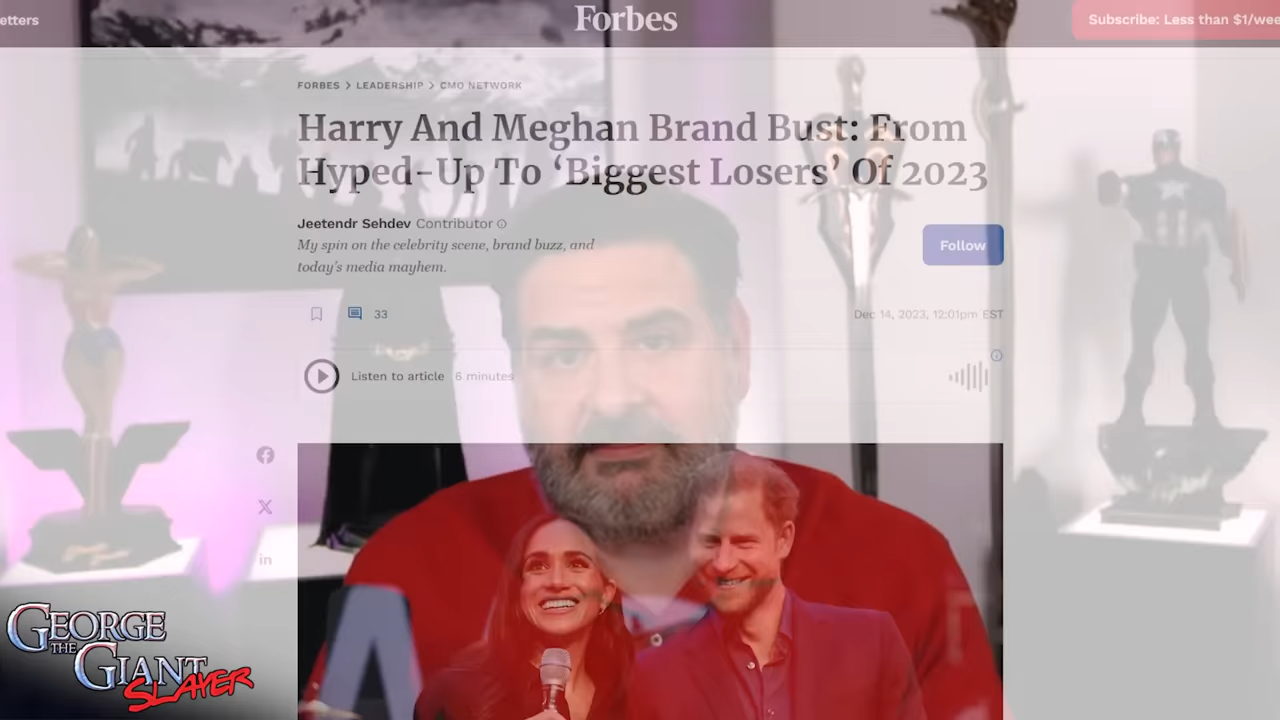 etters
Forbes
Subscribe: Less than $1/wee
FORBES > LEADERSHIP > CMO NETWORK
Harry And Meghan Brand Bust: From
Hyped-Up To ‘Biggest Losers’ Of 2023
Jeetendr Sehdev Contributor
My spin on the celebrity scene, brand buzz, and
today's media mayhem.
Follow
33
Dec 14, 2023, 12:01pm EST
Listen to article 6 minutes
in
GEORGE
THE
GIANT
SLAYER